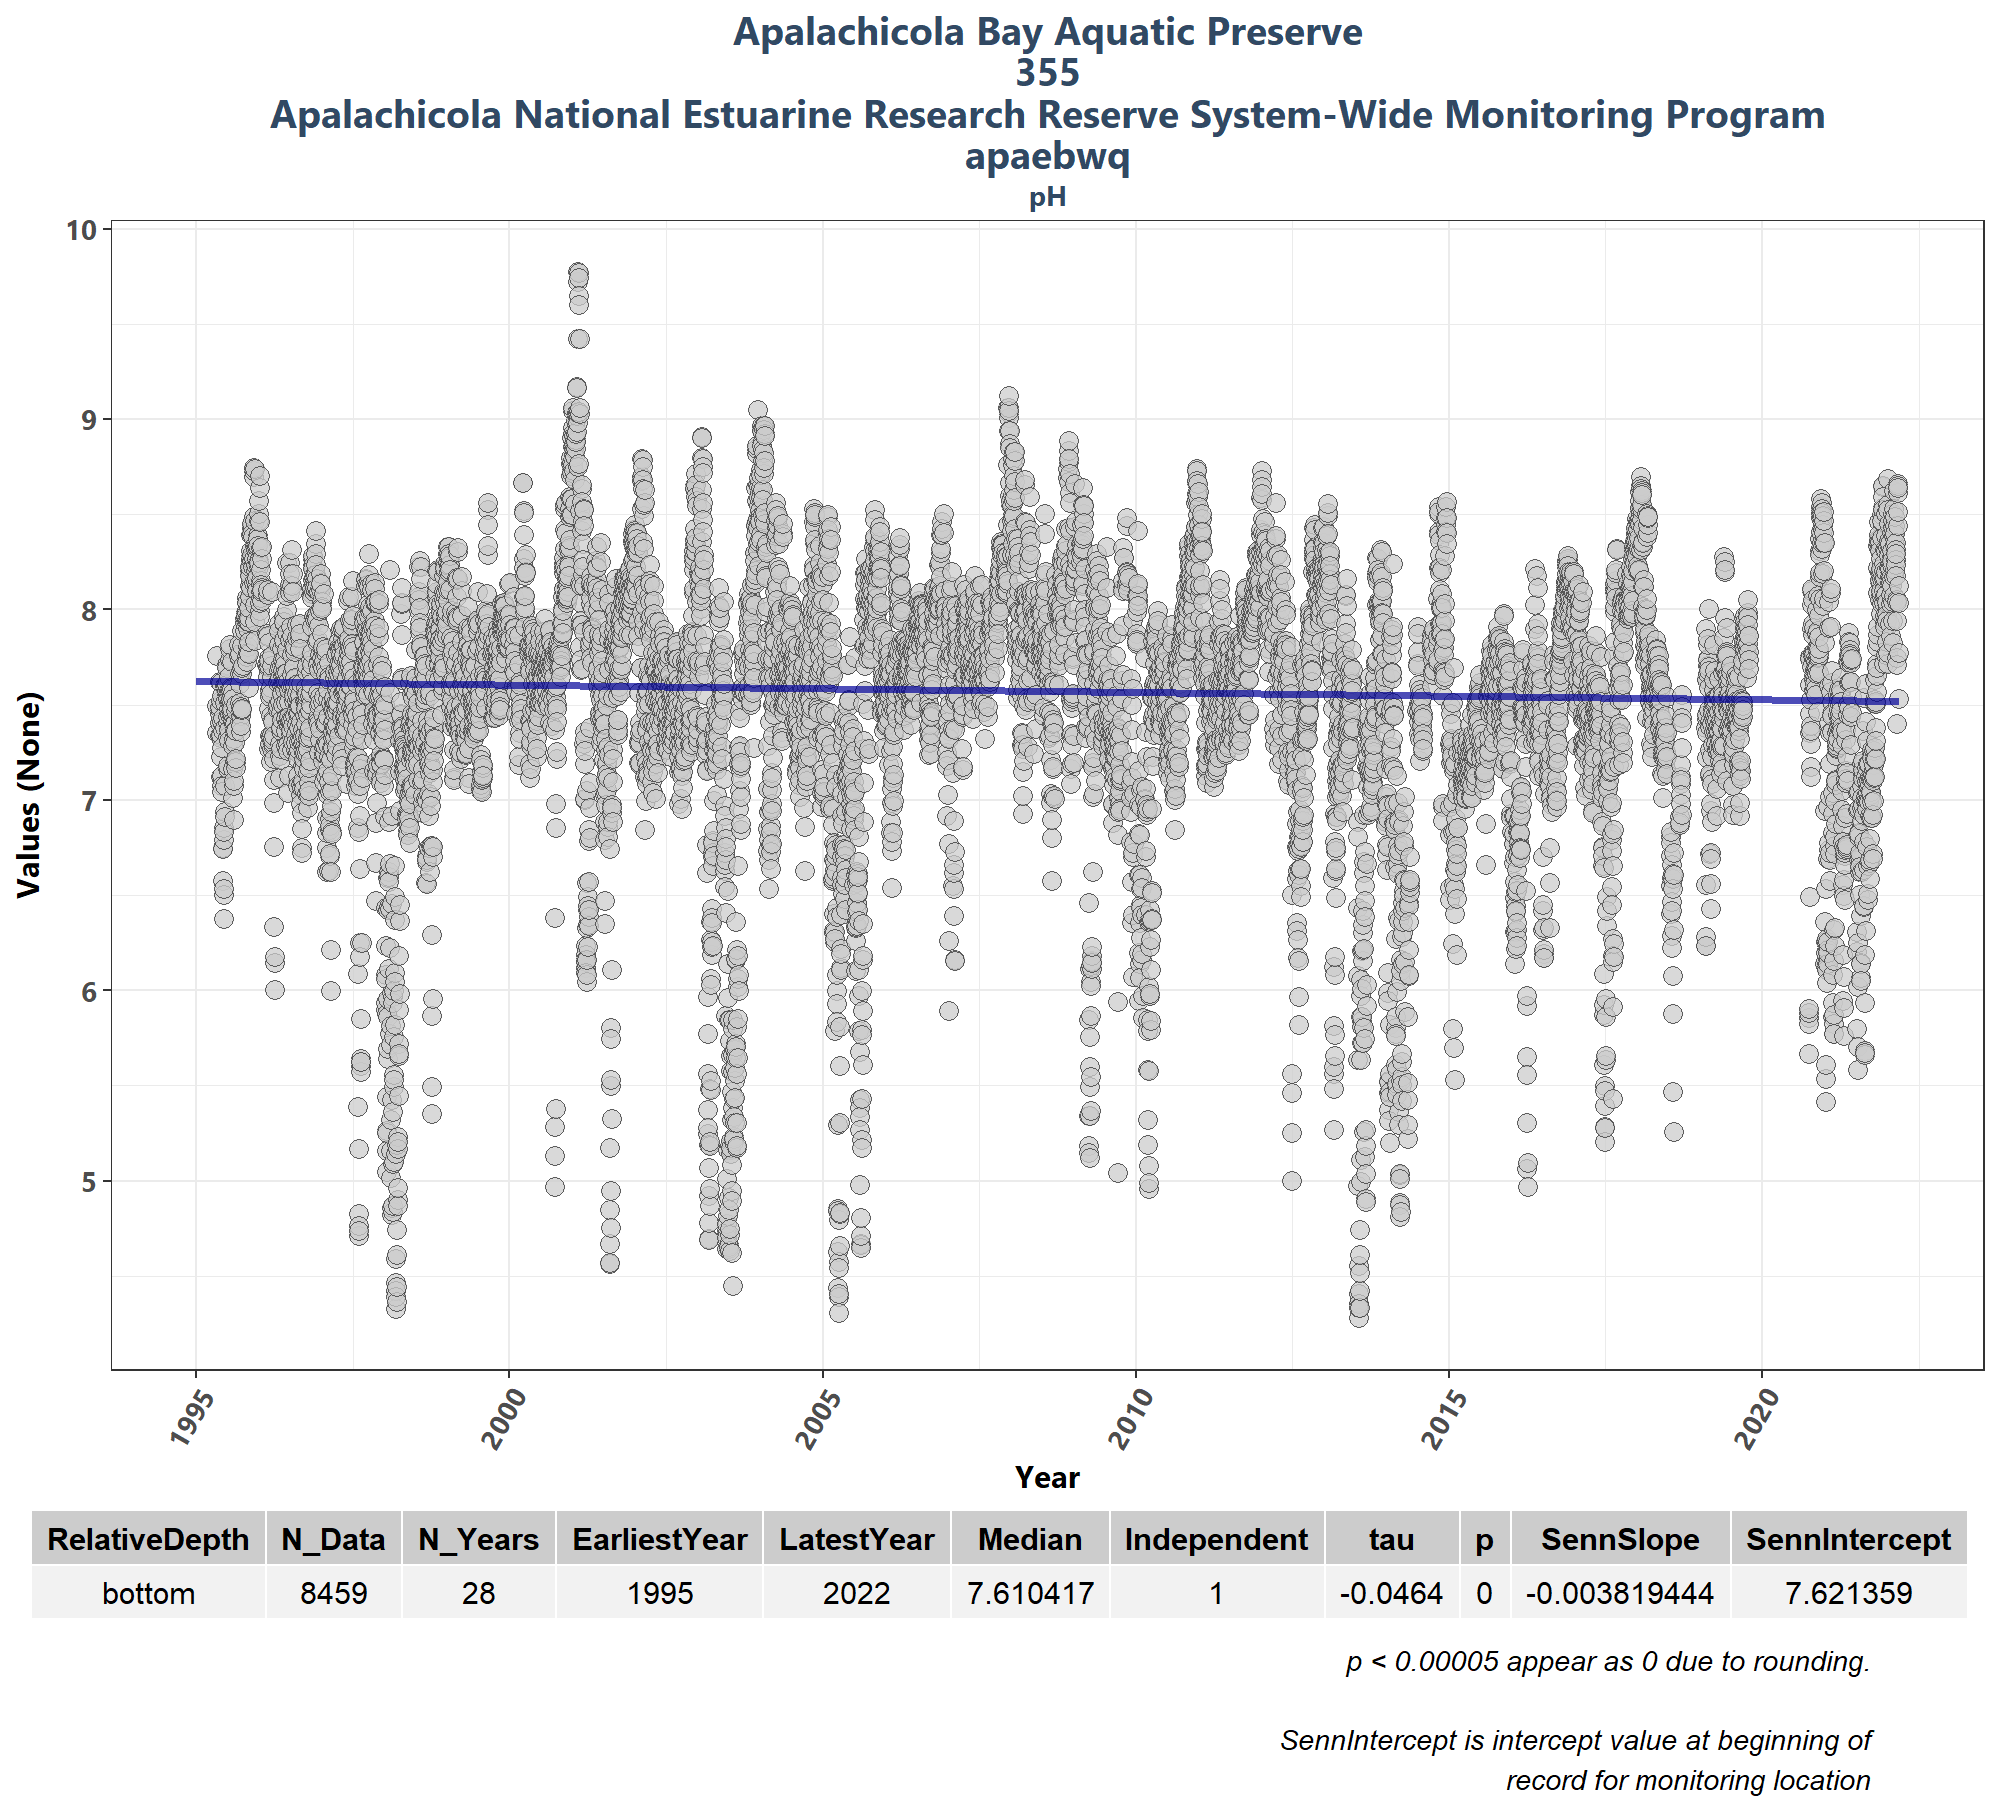 Apalachicola Bay Aquatic Preserve
355
Apalachicola National Estuarine Research Reserve System-Wide Monitoring Program
apaebwq
pH
10
9
8
7
6
5
Values (None)
1995 2000 2005 2010 2015 2020
Year
RelativeDepth N_Data N_Years EarliestYear LatestYear Median Independent tau p SennSlope SennIntercept
bottom 8459 28 1995 2022 7.610417 1 -0.0464 0 -0.003819444 7.621359
p < 0.00005 appear as 0 due to rounding.
SennIntercept is intercept value at beginning of
record for monitoring location